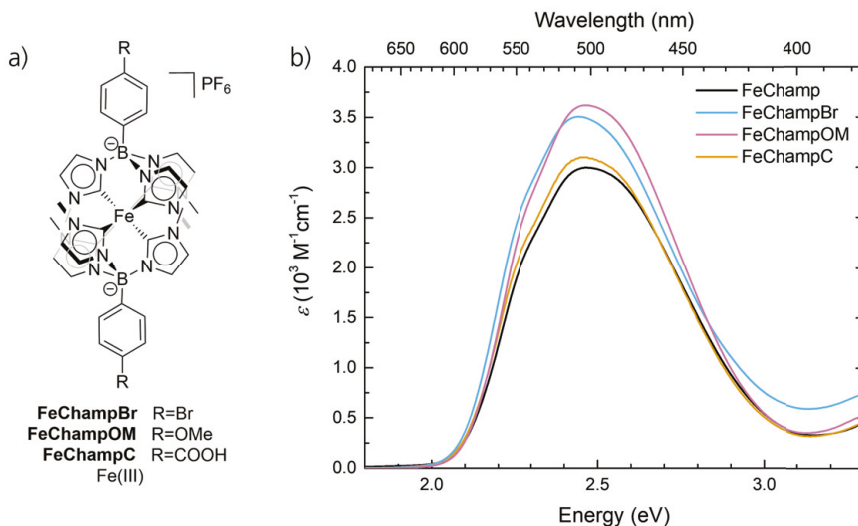 a)
R
PF6
⊖
B
N
N
N
N
N
N
Fe
N
N
N
N
N
N
B
⊖
R
FeChampBr R=Br
FeChampOM R=OMe
FeChampC R=COOH
Fe(III)
b)
Wavelength (nm)
650 600 550 500 450 400
4.0
3.5
3.0
2.5
2.0
1.5
1.0
0.5
0.0
ε (10³ M⁻¹cm⁻¹)
FeChamp
FeChampBr
FeChampOM
FeChampC
2.0 2.5 3.0
Energy (eV)